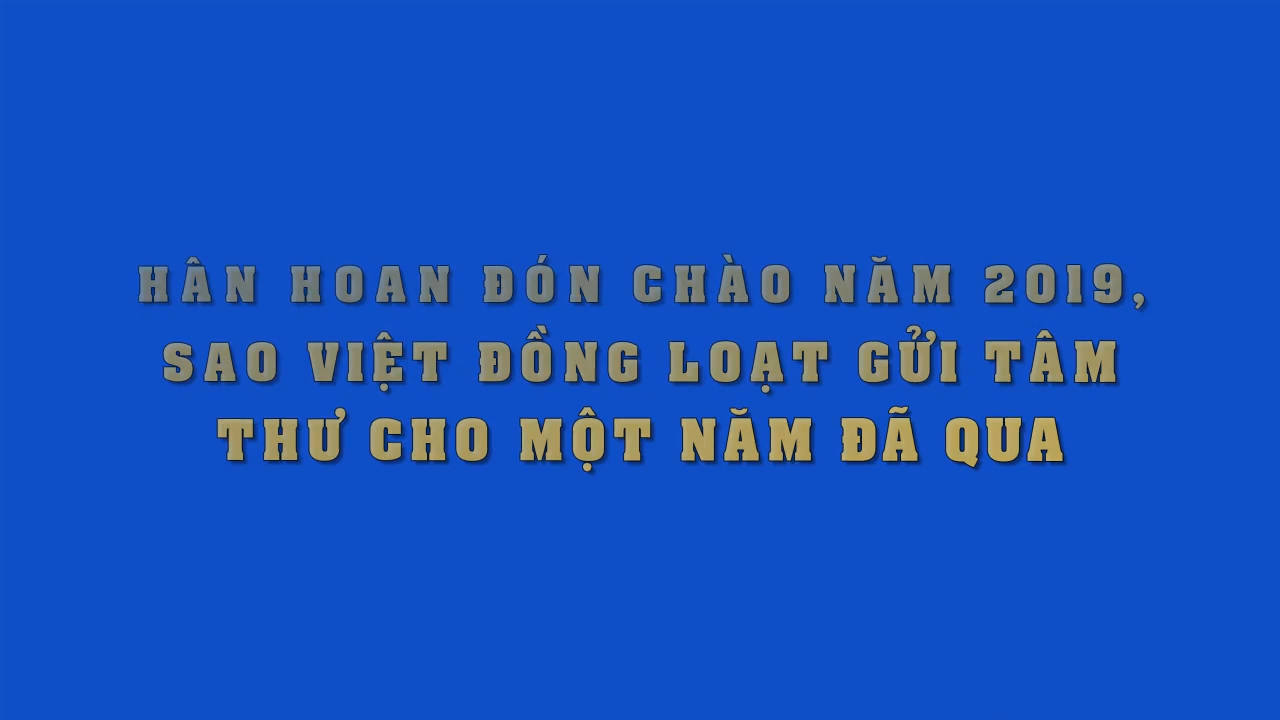 HÂN HOAN ĐÓN CHÀO NĂM 2019,
SAO VIỆT ĐỒNG LOẠT GỬI TÂM
THƯ CHO MỘT NĂM ĐÃ QUA